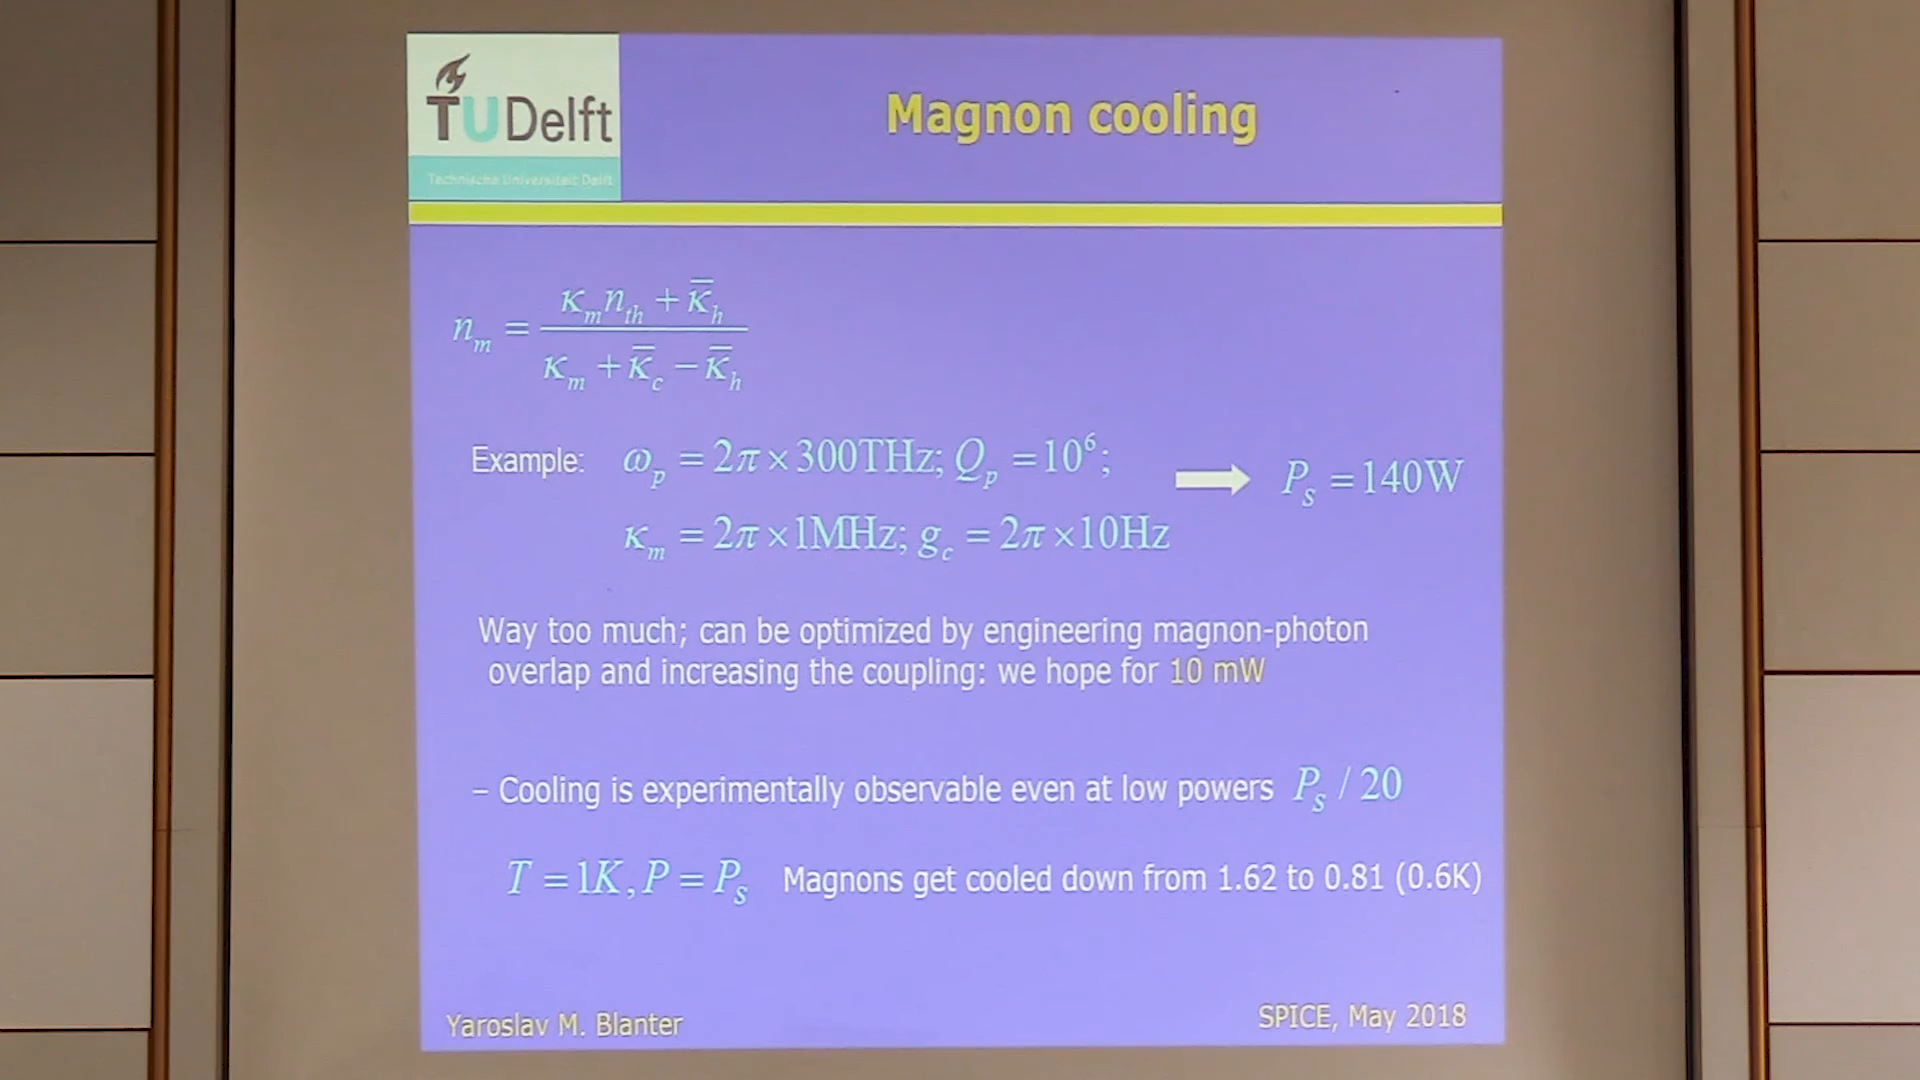 TU Delft
Technische Universiteit Delft
Magnon cooling
n_m = (κ_m n_th + κ̅_h) / (κ_m + κ̅_c − κ̅_h)
Example: ω_p = 2π × 300THz; Q_p = 10⁶;
κ_m = 2π × 1MHz; g_c = 2π × 10Hz
P_s = 140W
Way too much; can be optimized by engineering magnon-photon
overlap and increasing the coupling: we hope for 10 mW
– Cooling is experimentally observable even at low powers P_s / 20
T = 1K, P = P_s Magnons get cooled down from 1.62 to 0.81 (0.6K)
Yaroslav M. Blanter
SPICE, May 2018